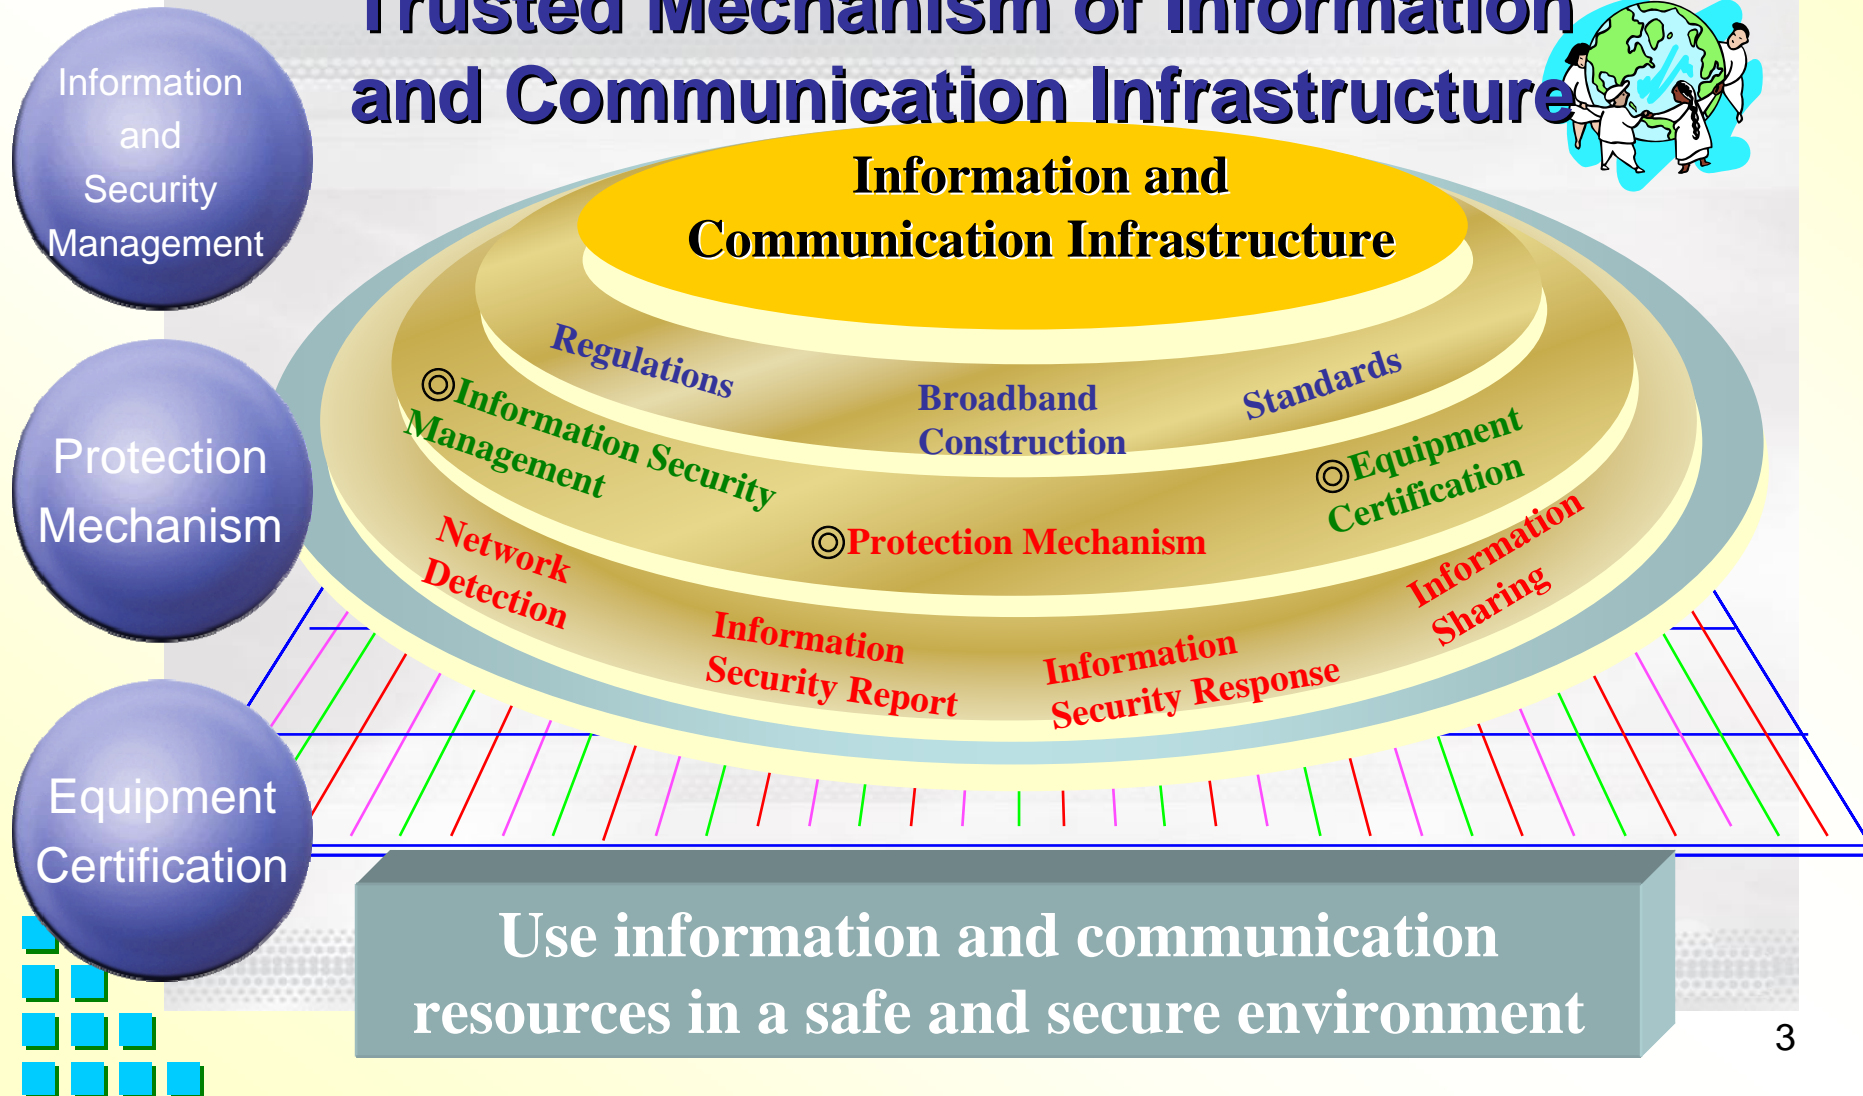 Trusted Mechanism of Information
and Communication Infrastructure
Information
and
Security
Management
Protection
Mechanism
Equipment
Certification
Information and
Communication Infrastructure
Regulations
Broadband
Construction
Standards
◎Information Security
Management
◎Protection Mechanism
◎Equipment
Certification
Network
Detection
Information
Security Report
Information
Security Response
Information
Sharing
Use information and communication
resources in a safe and secure environment
3